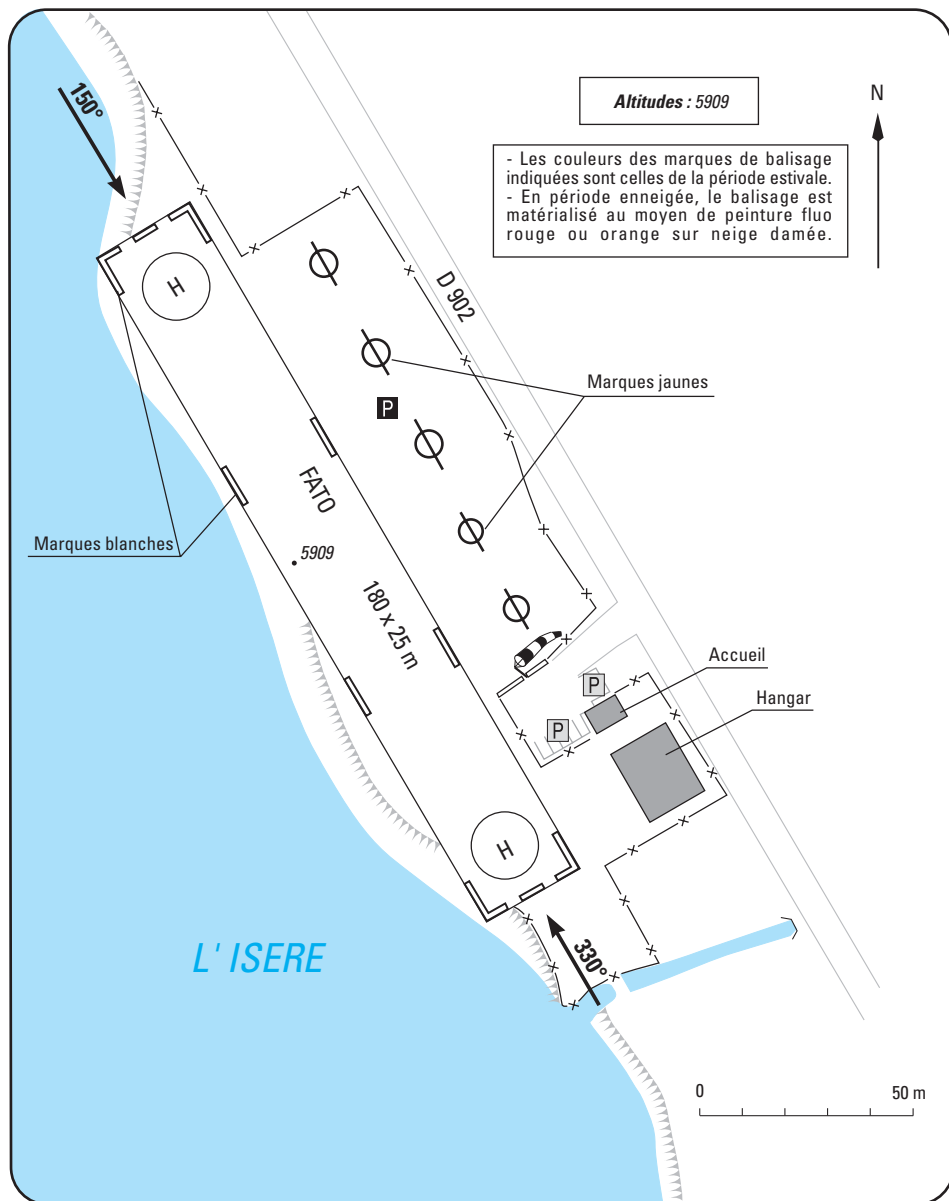 150°
Altitudes : 5909
N
- Les couleurs des marques de balisage
indiquées sont celles de la période estivale.
- En période enneigée, le balisage est
matérialisé au moyen de peinture fluo
rouge ou orange sur neige damée.
H
D 902
Marques jaunes
P
FATO
Marques blanches
5909
180 x 25 m
Accueil
P
Hangar
P
H
L' ISERE
330°
0
50 m